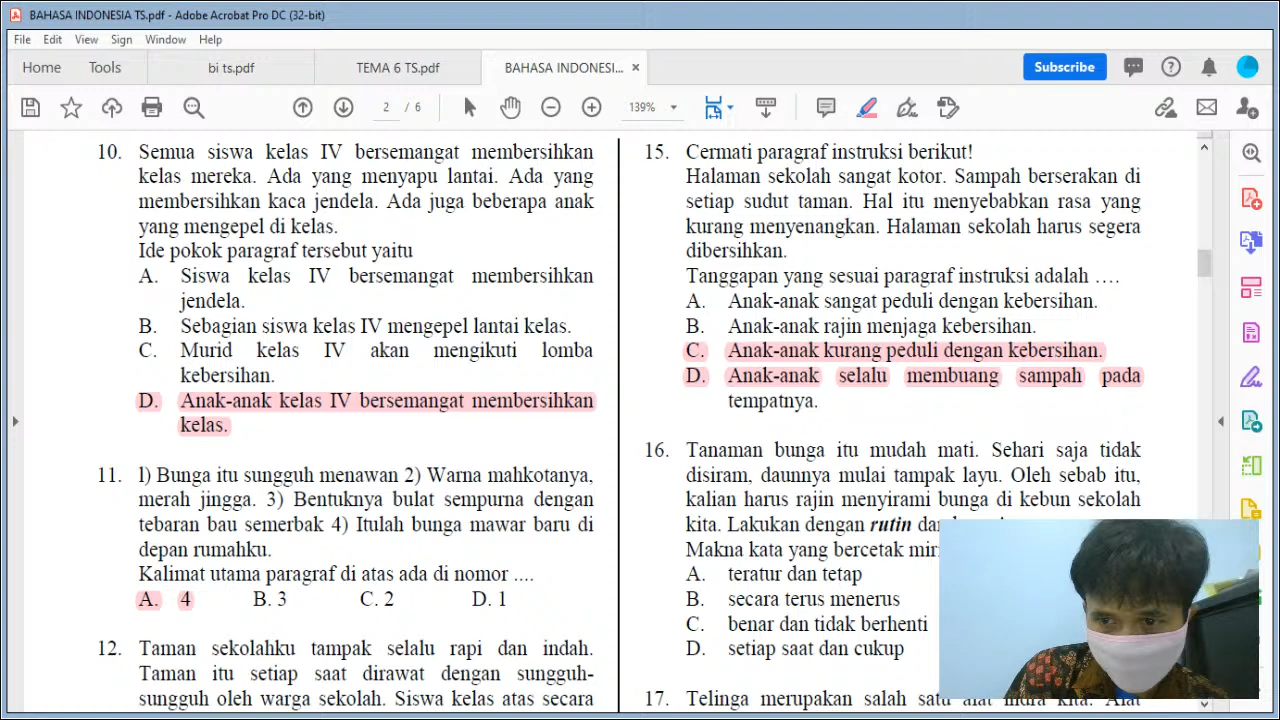 BAHASA INDONESIA TS.pdf - Adobe Acrobat Pro DC (32-bit)
File Edit View Sign Window Help
Home Tools bi ts.pdf TEMA 6 TS.pdf BAHASA INDONESI... × Subscribe
2 / 6 139%
10. Semua siswa kelas IV bersemangat membersihkan
kelas mereka. Ada yang menyapu lantai. Ada yang
membersihkan kaca jendela. Ada juga beberapa anak
yang mengepel di kelas.
Ide pokok paragraf tersebut yaitu
A. Siswa kelas IV bersemangat membersihkan
jendela.
B. Sebagian siswa kelas IV mengepel lantai kelas.
C. Murid kelas IV akan mengikuti lomba
kebersihan.
D. Anak-anak kelas IV bersemangat membersihkan
kelas.
11. l) Bunga itu sungguh menawan 2) Warna mahkotanya,
merah jingga. 3) Bentuknya bulat sempurna dengan
tebaran bau semerbak 4) Itulah bunga mawar baru di
depan rumahku.
Kalimat utama paragraf di atas ada di nomor ....
A. 4 B. 3 C. 2 D. 1
12. Taman sekolahku tampak selalu rapi dan indah.
Taman itu setiap saat dirawat dengan sungguh-
sungguh oleh warga sekolah. Siswa kelas atas secara
15. Cermati paragraf instruksi berikut!
Halaman sekolah sangat kotor. Sampah berserakan di
setiap sudut taman. Hal itu menyebabkan rasa yang
kurang menyenangkan. Halaman sekolah harus segera
dibersihkan.
Tanggapan yang sesuai paragraf instruksi adalah ….
A. Anak-anak sangat peduli dengan kebersihan.
B. Anak-anak rajin menjaga kebersihan.
C. Anak-anak kurang peduli dengan kebersihan.
D. Anak-anak selalu membuang sampah pada
tempatnya.
16. Tanaman bunga itu mudah mati. Sehari saja tidak
disiram, daunnya mulai tampak layu. Oleh sebab itu,
kalian harus rajin menyirami bunga di kebun sekolah
kita. Lakukan dengan rutin
Makna kata yang bercetak
A. teratur dan tetap
B. secara terus menerus
C. benar dan tidak berhenti
D. setiap saat dan cukup
17. Telinga merupakan salah satu alat indra kita. Alat